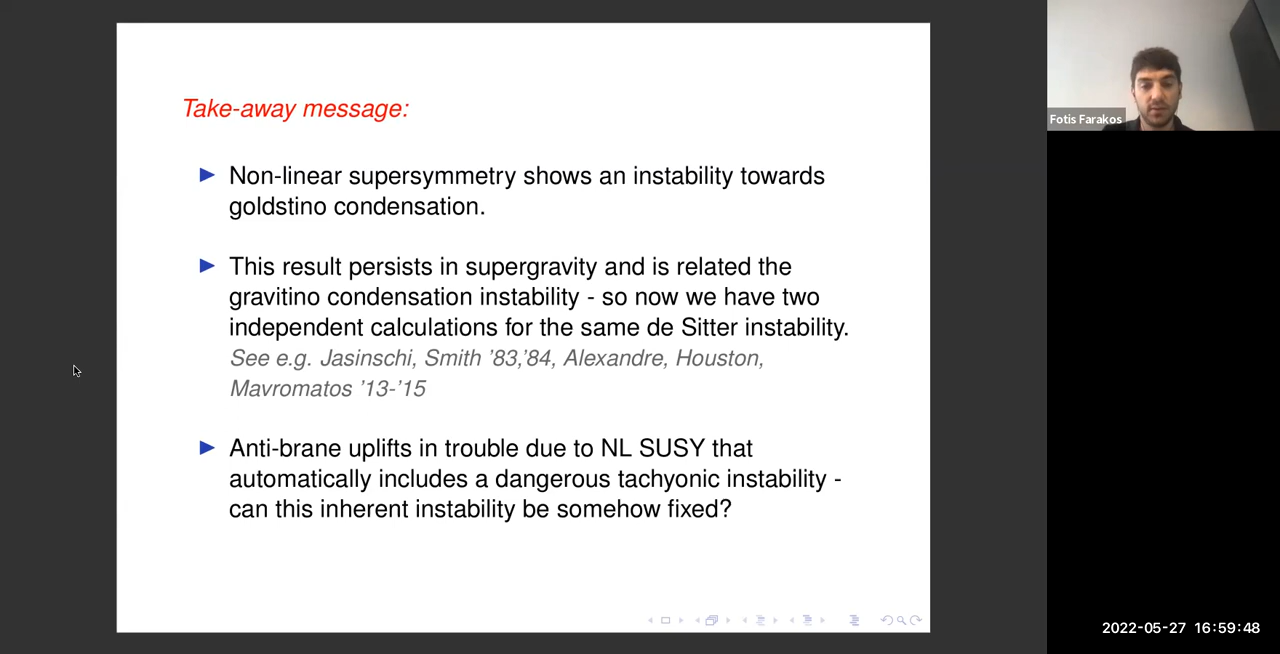 Take-away message:
Non-linear supersymmetry shows an instability towards
goldstino condensation.
This result persists in supergravity and is related the
gravitino condensation instability - so now we have two
independent calculations for the same de Sitter instability.
See e.g. Jasinschi, Smith '83,'84, Alexandre, Houston,
Mavromatos '13-'15
Anti-brane uplifts in trouble due to NL SUSY that
automatically includes a dangerous tachyonic instability -
can this inherent instability be somehow fixed?
Fotis Farakos
2022-05-27 16:59:48